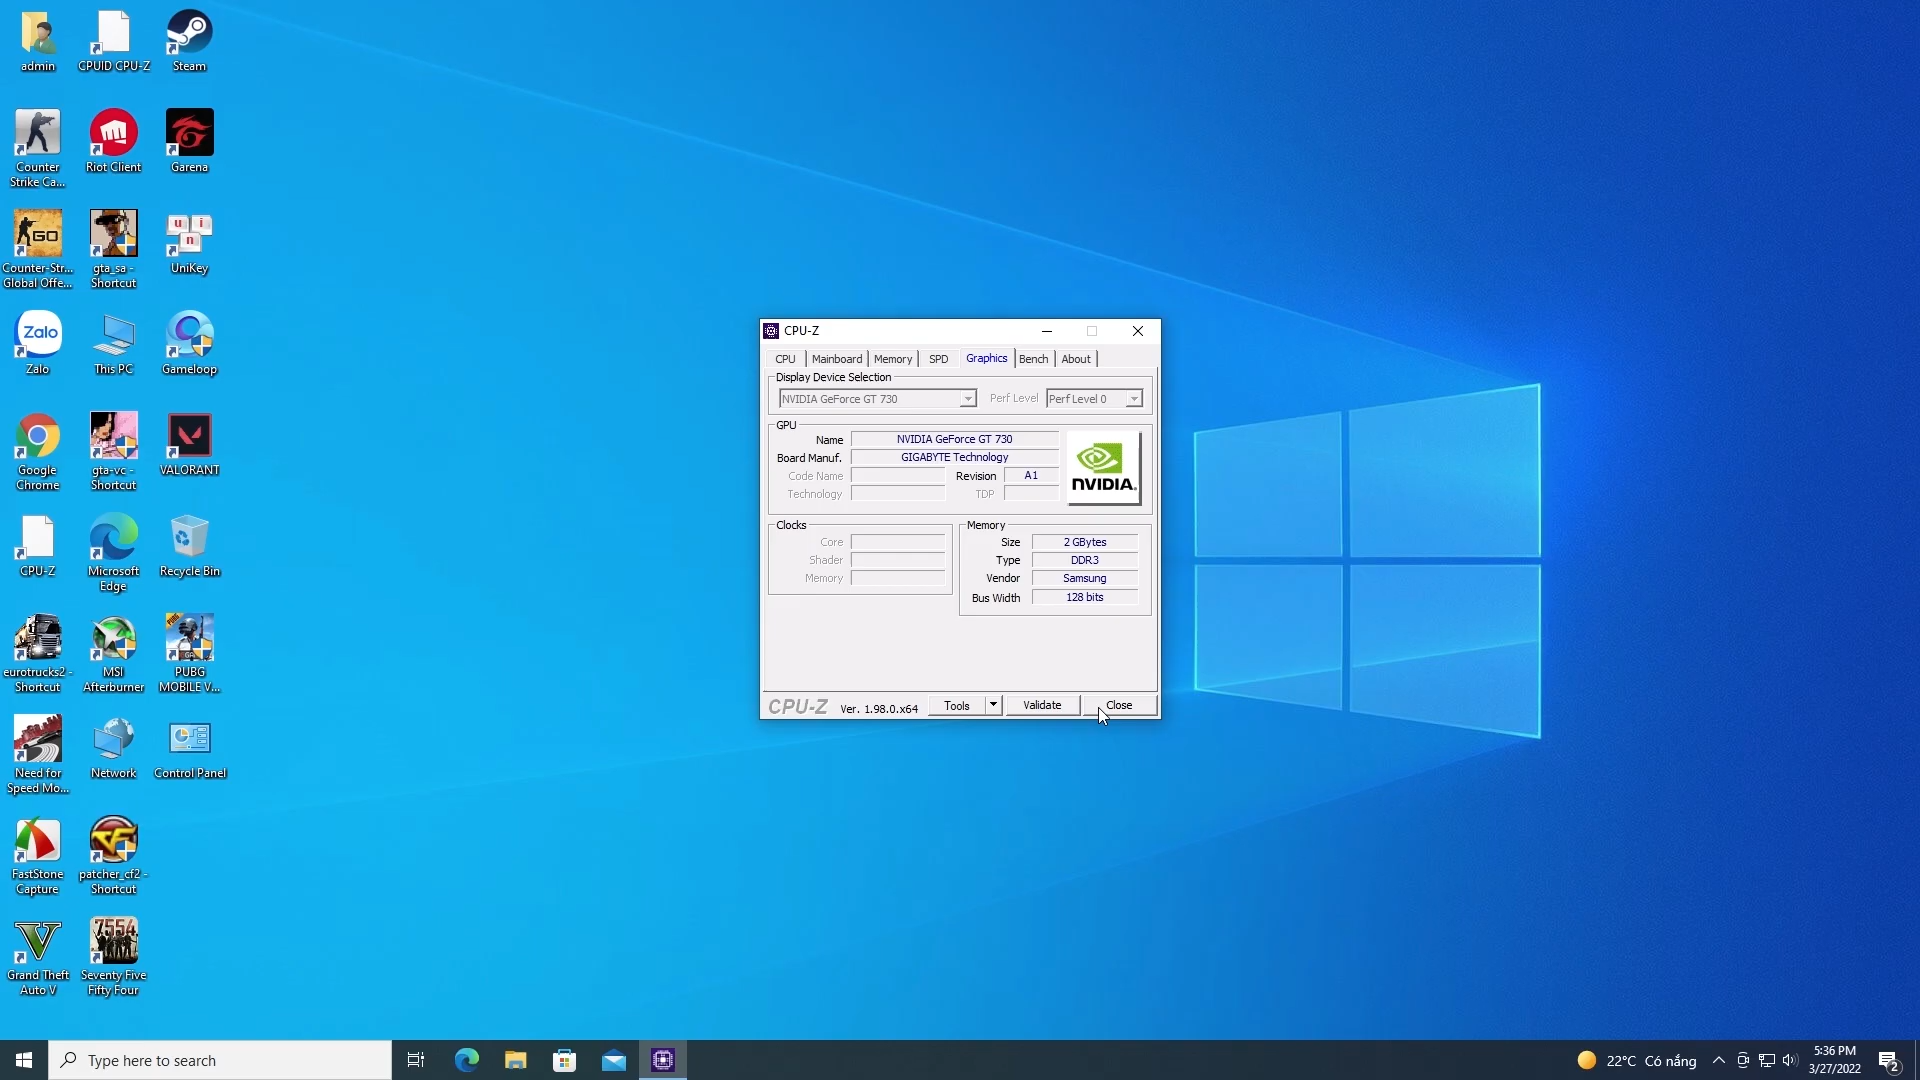 admin
CPUID CPU-Z
Steam
Counter
Strike Ca...
Riot Client
Garena
GO
Counter-Str...
Global Offe...
gta_sa -
Shortcut
u i
n
UniKey
Zalo
Zalo
This PC
Gameloop
Google
Chrome
gta-vc -
Shortcut
VALORANT
CPU-Z
Microsoft
Edge
Recycle Bin
eurotrucks2 -
Shortcut
MSI
Afterburner
PUBG
PUBG
MOBILE V...
Need for
Speed Mo...
Network
Control Panel
FastStone
Capture
CF
patcher_cf2 -
Shortcut
V
Grand Theft
Auto V
7554
Seventy Five
Fifty Four
CPU-Z
CPU Mainboard Memory SPD Graphics Bench About
Display Device Selection
NVIDIA GeForce GT 730 Perf Level Perf Level 0
GPU
Name NVIDIA GeForce GT 730
Board Manuf. GIGABYTE Technology
Code Name Revision A1
Technology TDP
NVIDIA.
Clocks
Core
Shader
Memory
Memory
Size 2 GBytes
Type DDR3
Vendor Samsung
Bus Width 128 bits
CPU-Z Ver. 1.98.0.x64 Tools Validate Close
Type here to search
22°C Có nắng
5:36 PM
3/27/2022
2